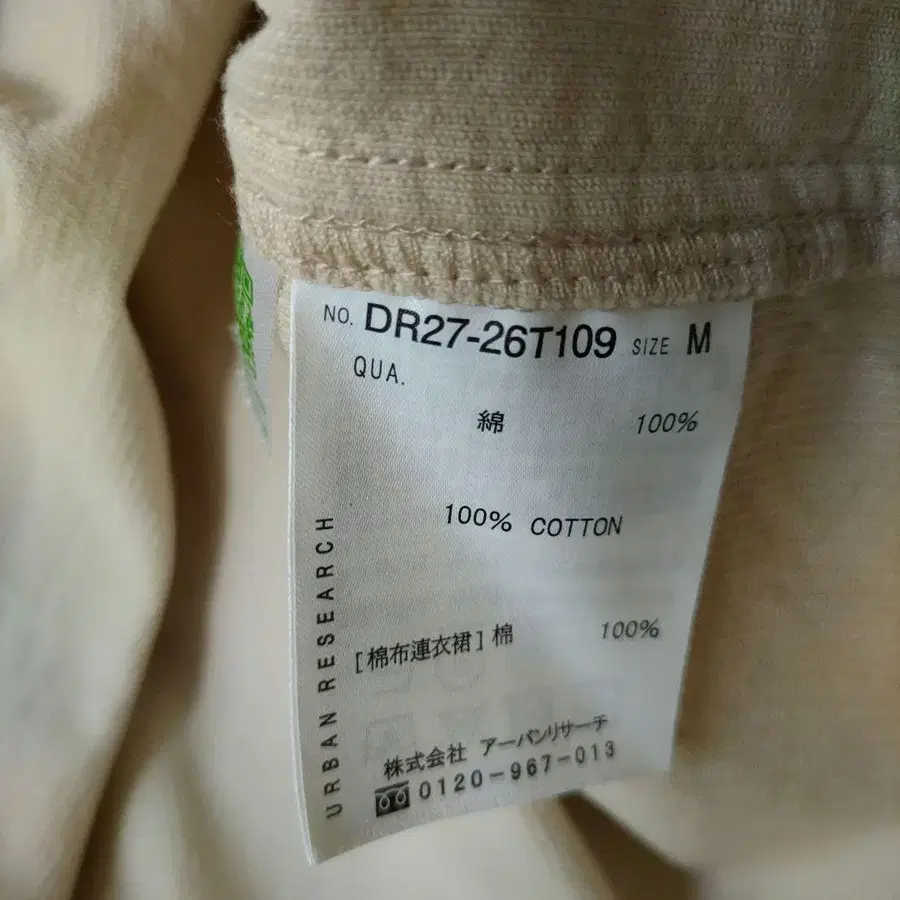 NO. DR27-26T109 SIZE M
QUA.
綿 100%
100% COTTON
[棉布連衣裙] 棉 100%
株式会社 アーバンリサーチ
0120-967-013
URBAN RESEARCH